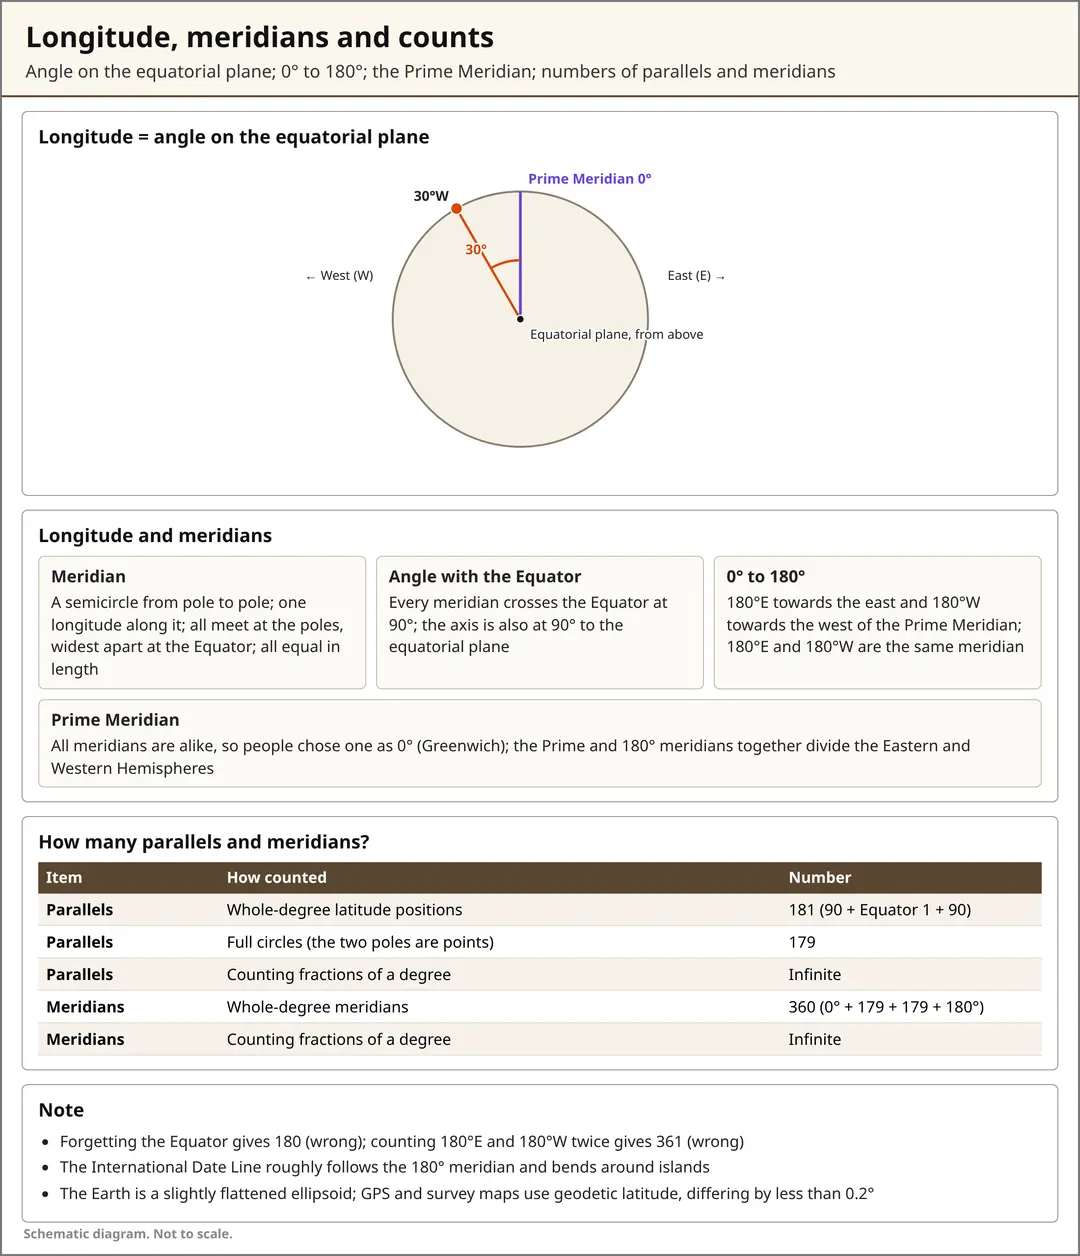 Longitude, meridians and counts
Angle on the equatorial plane; 0° to 180°; the Prime Meridian; numbers of parallels and meridians
Longitude = angle on the equatorial plane
Prime Meridian 0°
30°W
30°
← West (W)
East (E) →
Equatorial plane, from above
Longitude and meridians
Meridian
A semicircle from pole to pole; one
longitude along it; all meet at the poles,
widest apart at the Equator; all equal in
length
Angle with the Equator
Every meridian crosses the Equator at
90°; the axis is also at 90° to the
equatorial plane
0° to 180°
180°E towards the east and 180°W
towards the west of the Prime Meridian;
180°E and 180°W are the same meridian
Prime Meridian
All meridians are alike, so people chose one as 0° (Greenwich); the Prime and 180° meridians together divide the Eastern and
Western Hemispheres
How many parallels and meridians?
Item How counted Number
Parallels Whole-degree latitude positions 181 (90 + Equator 1 + 90)
Parallels Full circles (the two poles are points) 179
Parallels Counting fractions of a degree Infinite
Meridians Whole-degree meridians 360 (0° + 179 + 179 + 180°)
Meridians Counting fractions of a degree Infinite
Note
• Forgetting the Equator gives 180 (wrong); counting 180°E and 180°W twice gives 361 (wrong)
• The International Date Line roughly follows the 180° meridian and bends around islands
• The Earth is a slightly flattened ellipsoid; GPS and survey maps use geodetic latitude, differing by less than 0.2°
Schematic diagram. Not to scale.